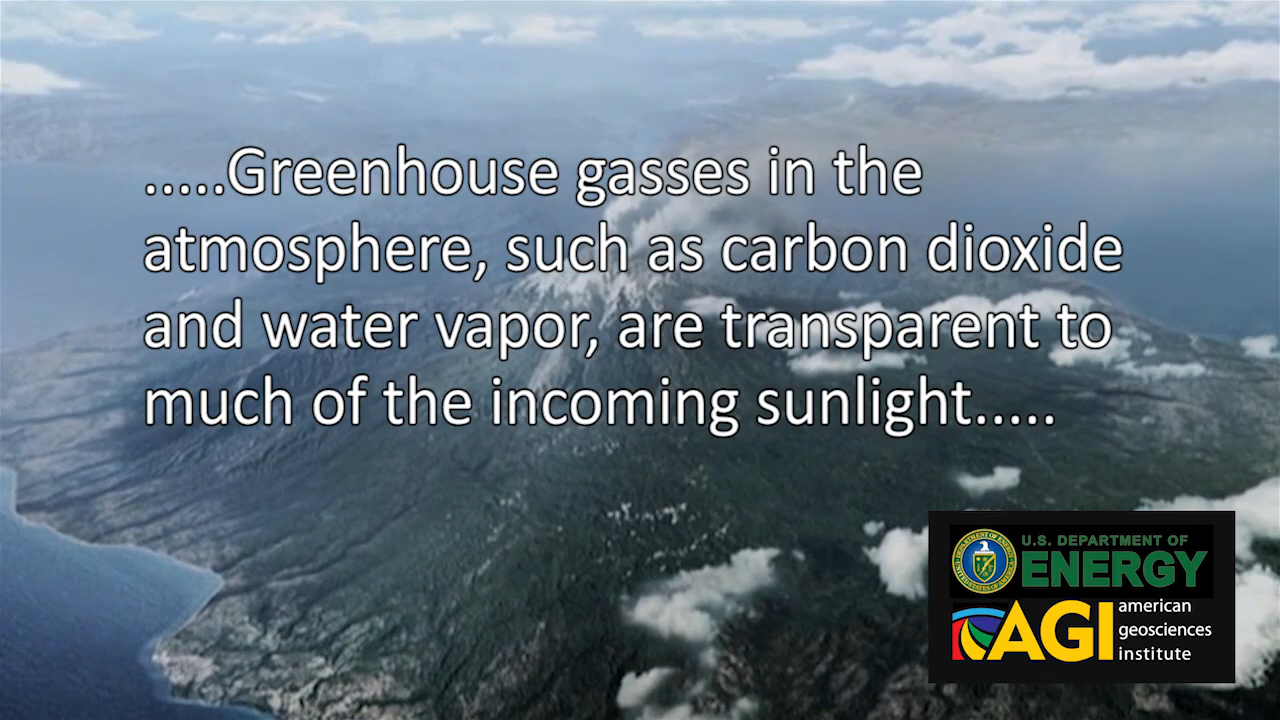 .....Greenhouse gasses in the
atmosphere, such as carbon dioxide
and water vapor, are transparent to
much of the incoming sunlight.....
U.S. DEPARTMENT OF
ENERGY
AGI
american
geosciences
institute